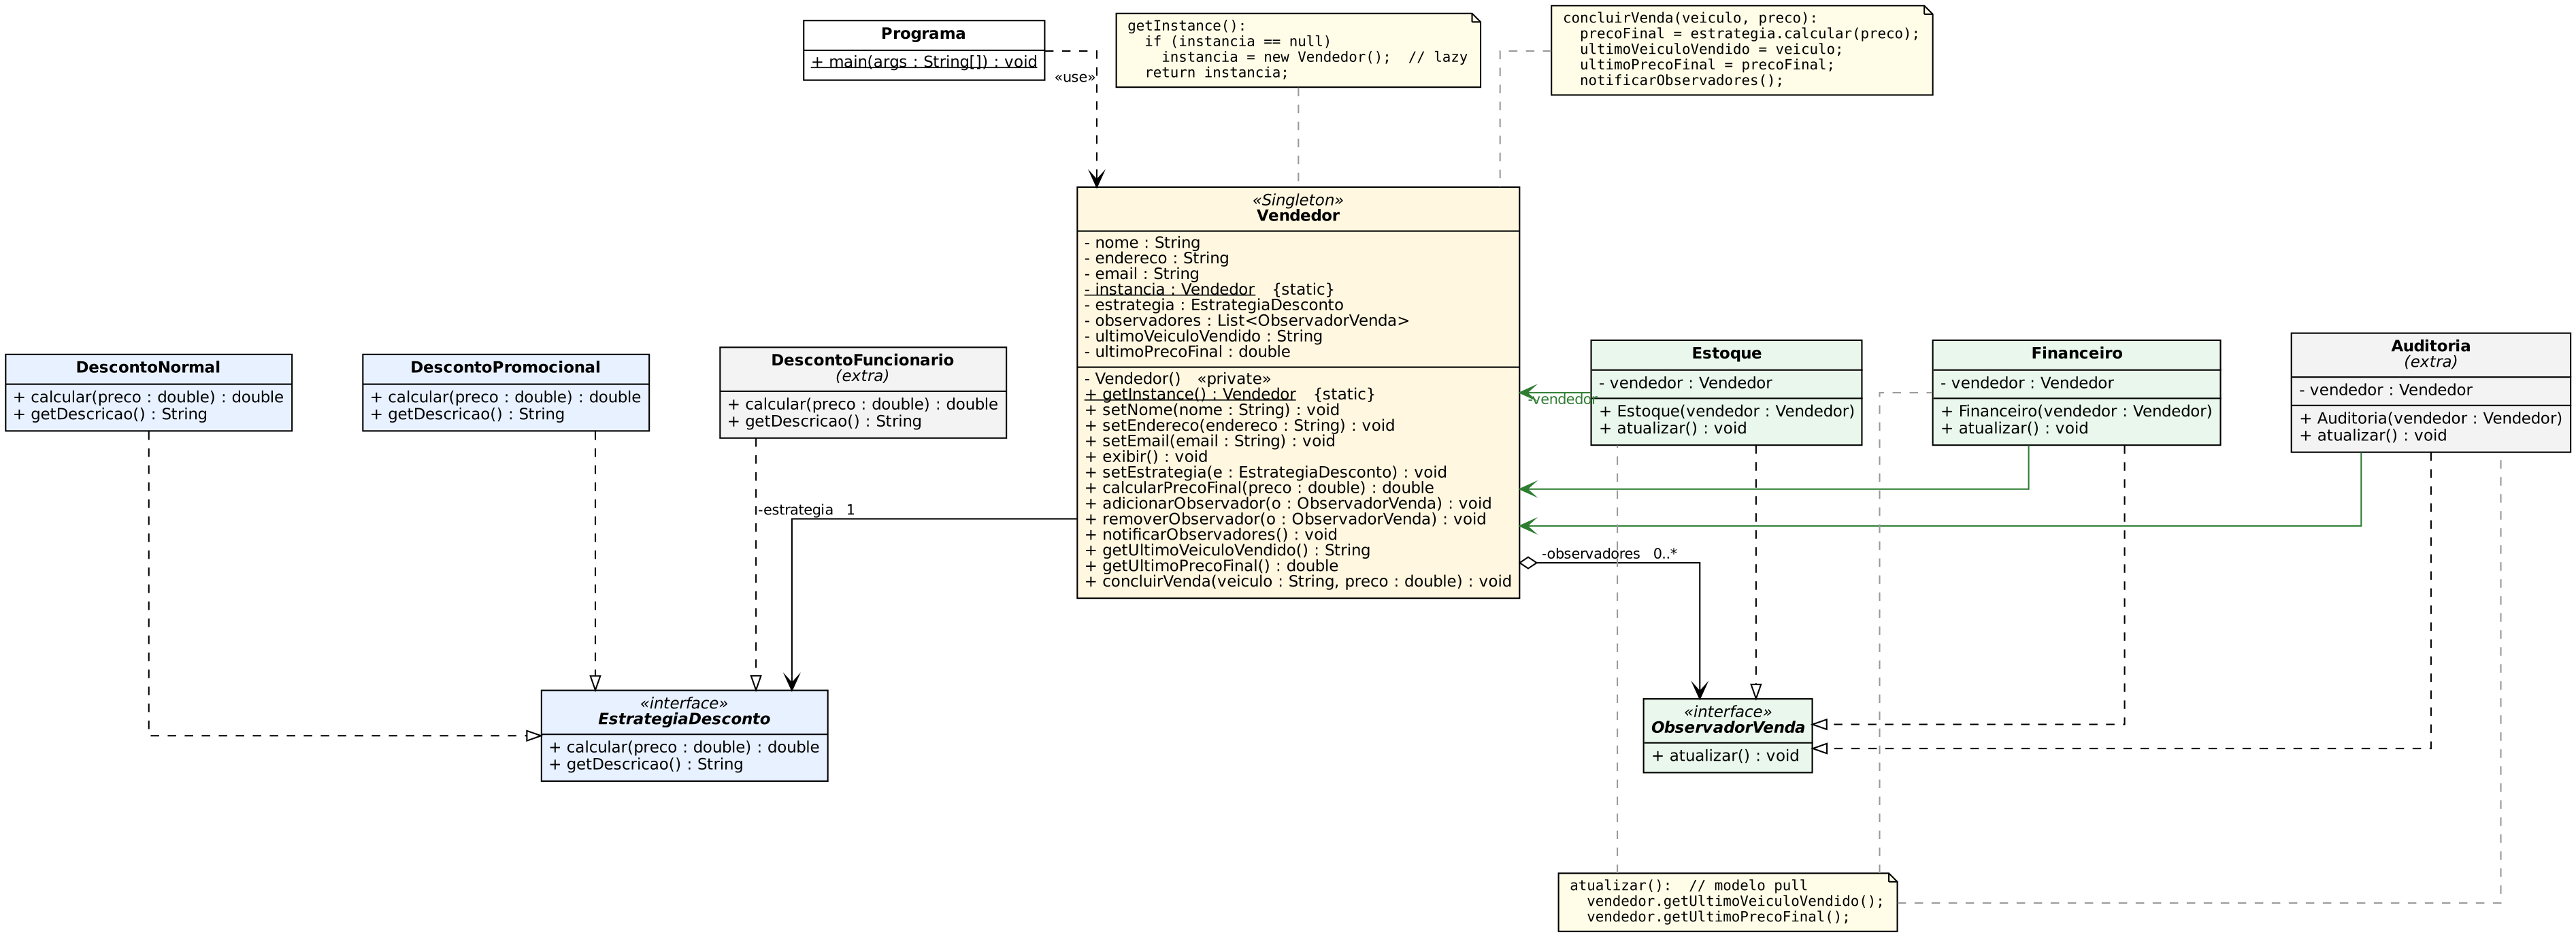 Programa
+ main(args : String[]) : void
«use»
getInstance():
if (instancia == null)
instancia = new Vendedor();  // lazy
return instancia;
concluirVenda(veiculo, preco):
precoFinal = estrategia.calcular(preco);
ultimoVeiculoVendido = veiculo;
ultimoPrecoFinal = precoFinal;
notificarObservadores();
«Singleton»
Vendedor
- nome : String
- endereco : String
- email : String
- instancia : Vendedor   {static}
- estrategia : EstrategiaDesconto
- observadores : List<ObservadorVenda>
- ultimoVeiculoVendido : String
- ultimoPrecoFinal : double
- Vendedor()   «private»
+ getInstance() : Vendedor   {static}
+ setNome(nome : String) : void
+ setEndereco(endereco : String) : void
+ setEmail(email : String) : void
+ exibir() : void
+ setEstrategia(e : EstrategiaDesconto) : void
+ calcularPrecoFinal(preco : double) : double
+ adicionarObservador(o : ObservadorVenda) : void
+ removerObservador(o : ObservadorVenda) : void
+ notificarObservadores() : void
+ getUltimoVeiculoVendido() : String
+ getUltimoPrecoFinal() : double
+ concluirVenda(veiculo : String, preco : double) : void
DescontoNormal
+ calcular(preco : double) : double
+ getDescricao() : String
DescontoPromocional
+ calcular(preco : double) : double
+ getDescricao() : String
DescontoFuncionario
(extra)
+ calcular(preco : double) : double
+ getDescricao() : String
-vendedor
Estoque
- vendedor : Vendedor
+ Estoque(vendedor : Vendedor)
+ atualizar() : void
Financeiro
- vendedor : Vendedor
+ Financeiro(vendedor : Vendedor)
+ atualizar() : void
Auditoria
(extra)
- vendedor : Vendedor
+ Auditoria(vendedor : Vendedor)
+ atualizar() : void
-estrategia   1
-observadores   0..*
«interface»
EstrategiaDesconto
+ calcular(preco : double) : double
+ getDescricao() : String
«interface»
ObservadorVenda
+ atualizar() : void
atualizar():  // modelo pull
vendedor.getUltimoVeiculoVendido();
vendedor.getUltimoPrecoFinal();